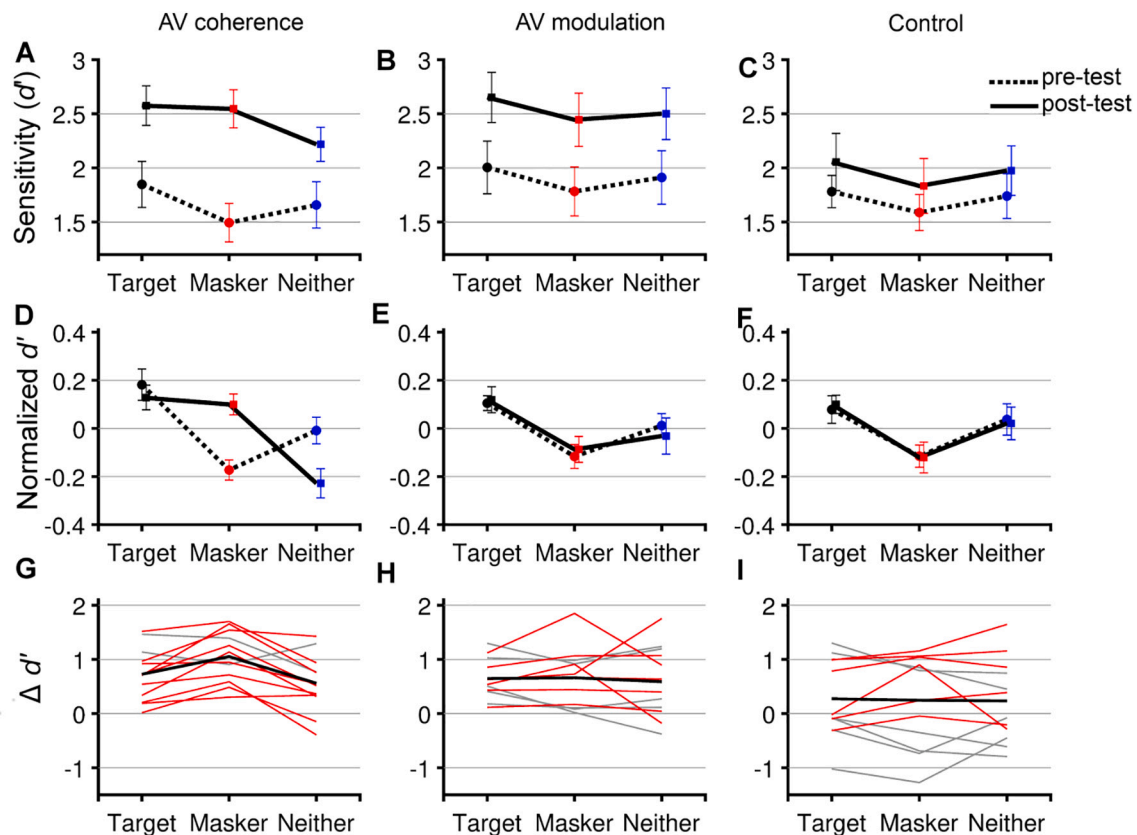 AV coherence AV modulation Control
A B C
Sensitivity (d')
3 3 3
2.5 2.5 2.5
2 2 2
1.5 1.5 1.5
pre-test
post-test
Target Masker Neither Target Masker Neither Target Masker Neither
D E F
Normalized d'
0.4 0.4 0.4
0.2 0.2 0.2
0 0 0
-0.2 -0.2 -0.2
-0.4 -0.4 -0.4
Target Masker Neither Target Masker Neither Target Masker Neither
G H I
Δ d'
2 2 2
1 1 1
0 0 0
-1 -1 -1
Target Masker Neither Target Masker Neither Target Masker Neither